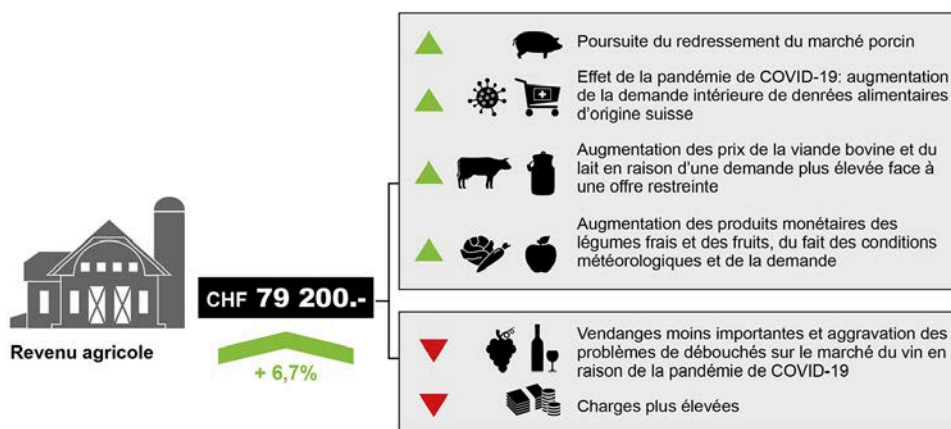 Poursuite du redressement du marché porcin
Effet de la pandémie de COVID-19: augmentation
de la demande intérieure de denrées alimentaires
d'origine suisse
Augmentation des prix de la viande bovine et du
lait en raison d'une demande plus élevée face à
une offre restreinte
Augmentation des produits monétaires des
légumes frais et des fruits, du fait des conditions
météorologiques et de la demande
CHF 79 200.-
Revenu agricole
+ 6,7%
Vendanges moins importantes et aggravation des
problèmes de débouchés sur le marché du vin en
raison de la pandémie de COVID-19
Charges plus élevées